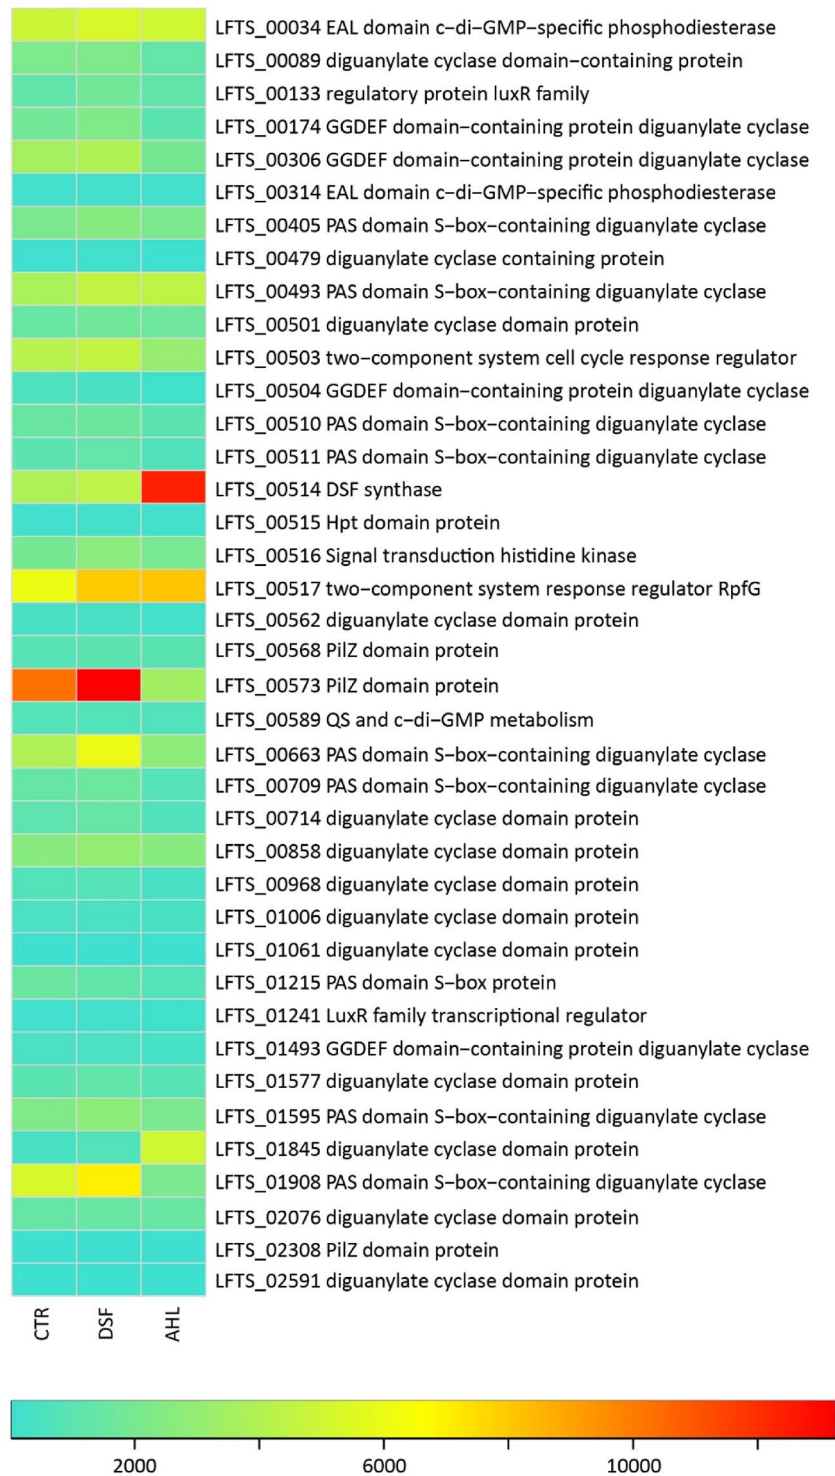 LFTS_00034 EAL domain c−di−GMP−specific phosphodiesterase
LFTS_00089 diguanylate cyclase domain−containing protein
LFTS_00133 regulatory protein luxR family
LFTS_00174 GGDEF domain−containing protein diguanylate cyclase
LFTS_00306 GGDEF domain−containing protein diguanylate cyclase
LFTS_00314 EAL domain c−di−GMP−specific phosphodiesterase
LFTS_00405 PAS domain S−box−containing diguanylate cyclase
LFTS_00479 diguanylate cyclase containing protein
LFTS_00493 PAS domain S−box−containing diguanylate cyclase
LFTS_00501 diguanylate cyclase domain protein
LFTS_00503 two−component system cell cycle response regulator
LFTS_00504 GGDEF domain−containing protein diguanylate cyclase
LFTS_00510 PAS domain S−box−containing diguanylate cyclase
LFTS_00511 PAS domain S−box−containing diguanylate cyclase
LFTS_00514 DSF synthase
LFTS_00515 Hpt domain protein
LFTS_00516 Signal transduction histidine kinase
LFTS_00517 two−component system response regulator RpfG
LFTS_00562 diguanylate cyclase domain protein
LFTS_00568 PilZ domain protein
LFTS_00573 PilZ domain protein
LFTS_00589 QS and c−di−GMP metabolism
LFTS_00663 PAS domain S−box−containing diguanylate cyclase
LFTS_00709 PAS domain S−box−containing diguanylate cyclase
LFTS_00714 diguanylate cyclase domain protein
LFTS_00858 diguanylate cyclase domain protein
LFTS_00968 diguanylate cyclase domain protein
LFTS_01006 diguanylate cyclase domain protein
LFTS_01061 diguanylate cyclase domain protein
LFTS_01215 PAS domain S−box protein
LFTS_01241 LuxR family transcriptional regulator
LFTS_01493 GGDEF domain−containing protein diguanylate cyclase
LFTS_01577 diguanylate cyclase domain protein
LFTS_01595 PAS domain S−box−containing diguanylate cyclase
LFTS_01845 diguanylate cyclase domain protein
LFTS_01908 PAS domain S−box−containing diguanylate cyclase
LFTS_02076 diguanylate cyclase domain protein
LFTS_02308 PilZ domain protein
LFTS_02591 diguanylate cyclase domain protein
CTR DSF AHL
2000 6000 10000